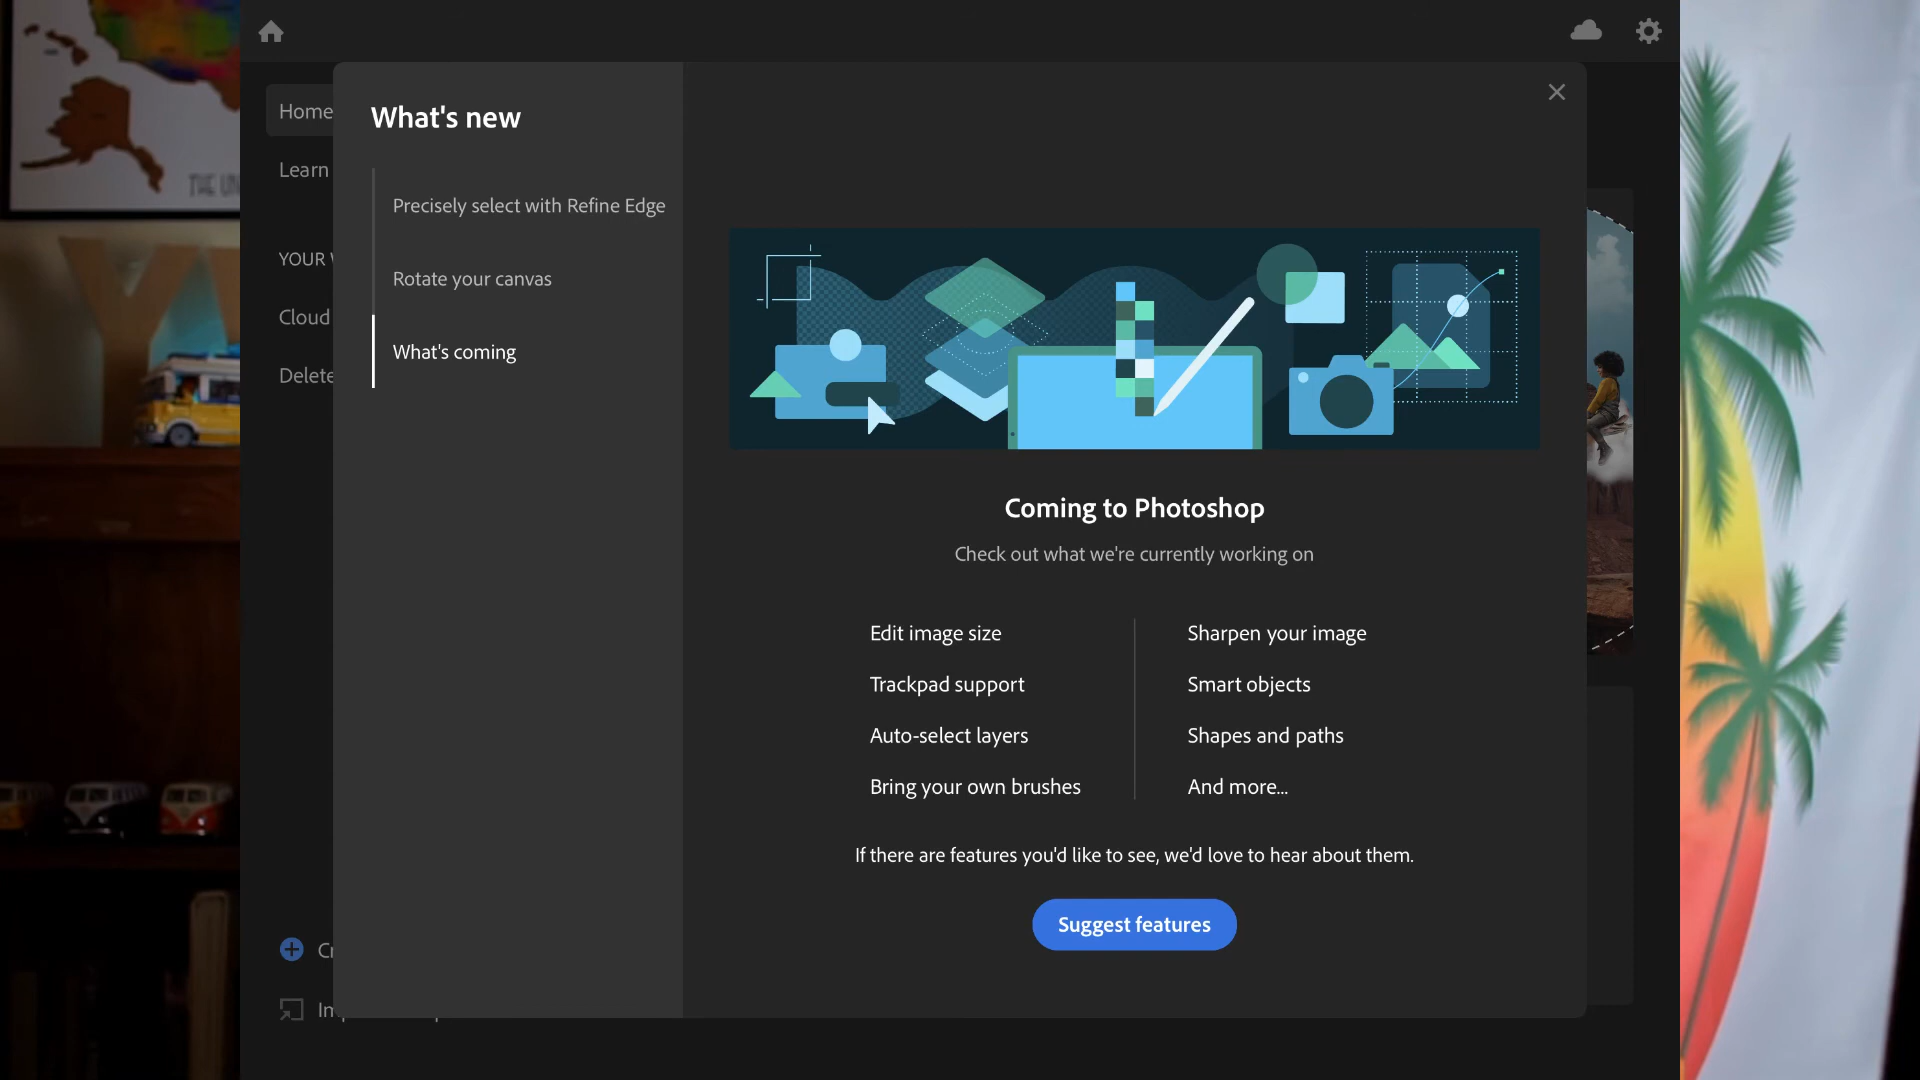 What's new
Precisely select with Refine Edge
Rotate your canvas
What's coming
Home
Learn
YOUR
Cloud
Coming to Photoshop
Check out what we're currently working on
Edit image size
Trackpad support
Auto-select layers
Bring your own brushes
Sharpen your image
Smart objects
Shapes and paths
And more...
If there are features you'd like to see, we'd love to hear about them.
Suggest features
THE